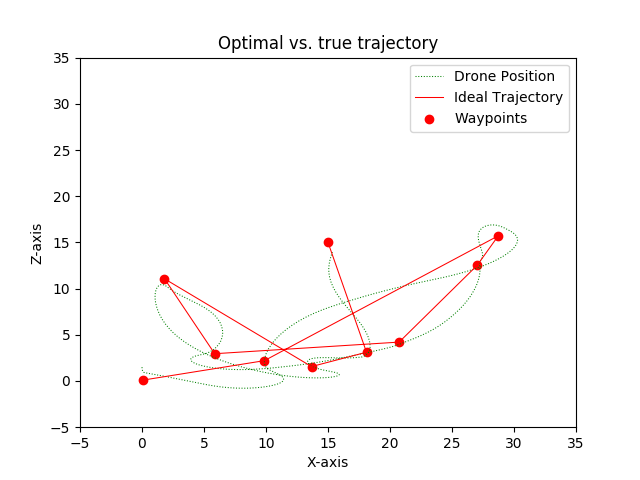 Optimal vs. true trajectory
Drone Position
Ideal Trajectory
Waypoints
35
30
25
20
15
10
5
0
−5
Z-axis
−5 0 5 10 15 20 25 30 35
X-axis